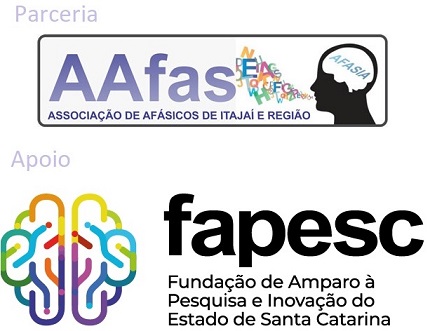 Parceria
AAfas
AFASIA
ASSOCIAÇÃO DE AFÁSICOS DE ITAJAÍ E REGIÃO
Apoio
fapesc
Fundação de Amparo à
Pesquisa e Inovação do
Estado de Santa Catarina